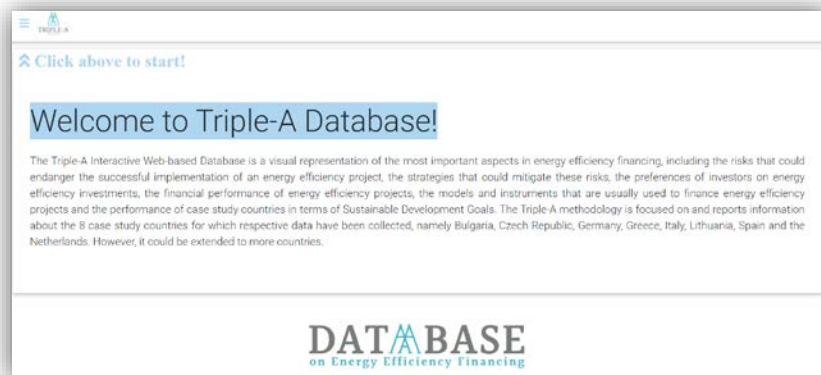 TRIPLE-A
Click above to start!
Welcome to Triple-A Database!
The Triple-A Interactive Web-based Database is a visual representation of the most important aspects in energy efficiency financing, including the risks that could
endanger the successful implementation of an energy efficiency project, the strategies that could mitigate these risks, the preferences of investors on energy
efficiency investments, the financial performance of energy efficiency projects, the models and instruments that are usually used to finance energy efficiency
projects and the performance of case study countries in terms of Sustainable Development Goals. The Triple-A methodology is focused on and reports information
about the 8 case study countries for which respective data have been collected, namely Bulgaria, Czech Republic, Germany, Greece, Italy, Lithuania, Spain and the
Netherlands. However, it could be extended to more countries.
DATABASE
on Energy Efficiency Financing